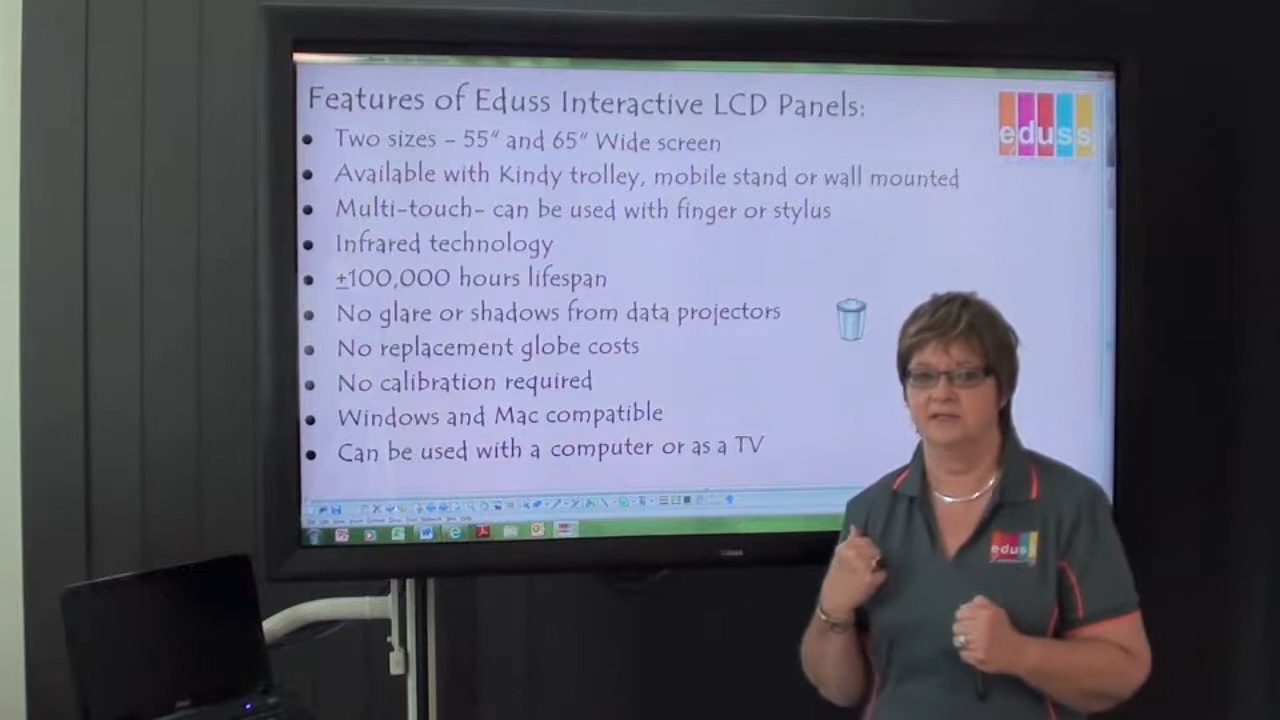 Features of Eduss Interactive LCD Panels:
eduss
• Two sizes – 55" and 65" Wide screen
• Available with Kindy trolley, mobile stand or wall mounted
• Multi-touch- can be used with finger or stylus
• Infrared technology
• ±100,000 hours lifespan
• No glare or shadows from data projectors
• No replacement globe costs
• No calibration required
• Windows and Mac compatible
• Can be used with a computer or as a TV
eduss